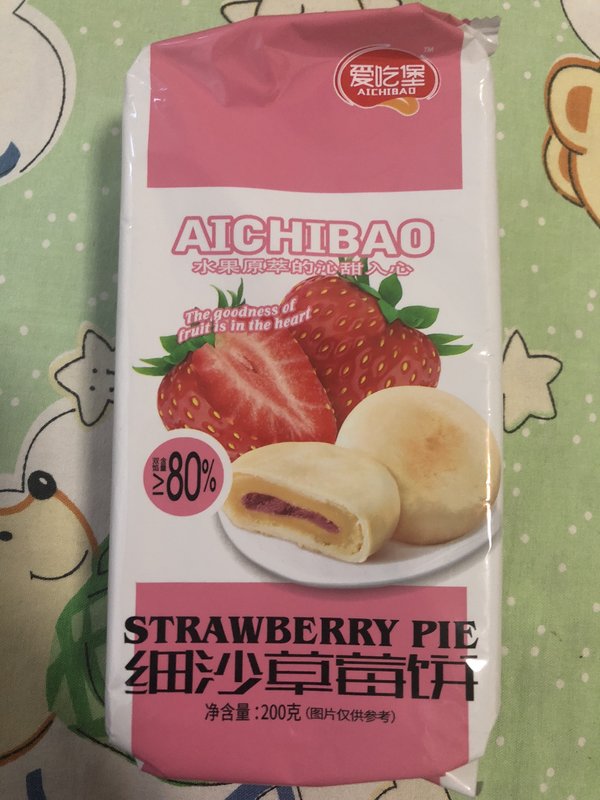 爱吃堡
TM
AICHIBAO
AICHIBAO
水果原萃的沁甜入心
The goodness of
fruit is in the heart
≥80%
STRAWBERRY PIE
细沙草莓饼
净含量:200克(图片仅供参考)